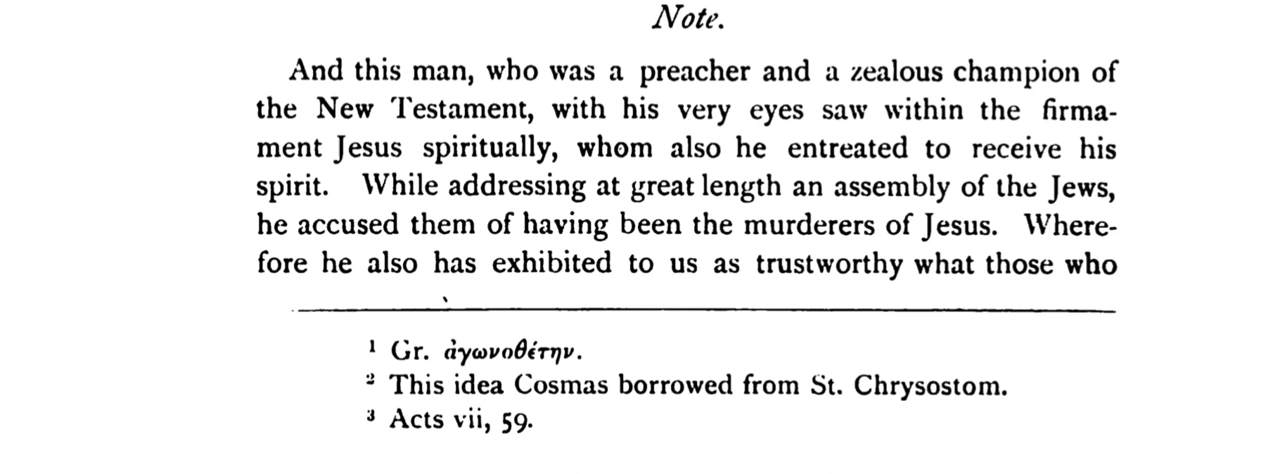 Note.
And this man, who was a preacher and a zealous champion of
the New Testament, with his very eyes saw within the firma-
ment Jesus spiritually, whom also he entreated to receive his
spirit. While addressing at great length an assembly of the Jews,
he accused them of having been the murderers of Jesus. Where-
fore he also has exhibited to us as trustworthy what those who
¹ Gr. ἀγωνοθέτην.
² This idea Cosmas borrowed from St. Chrysostom.
³ Acts vii, 59.